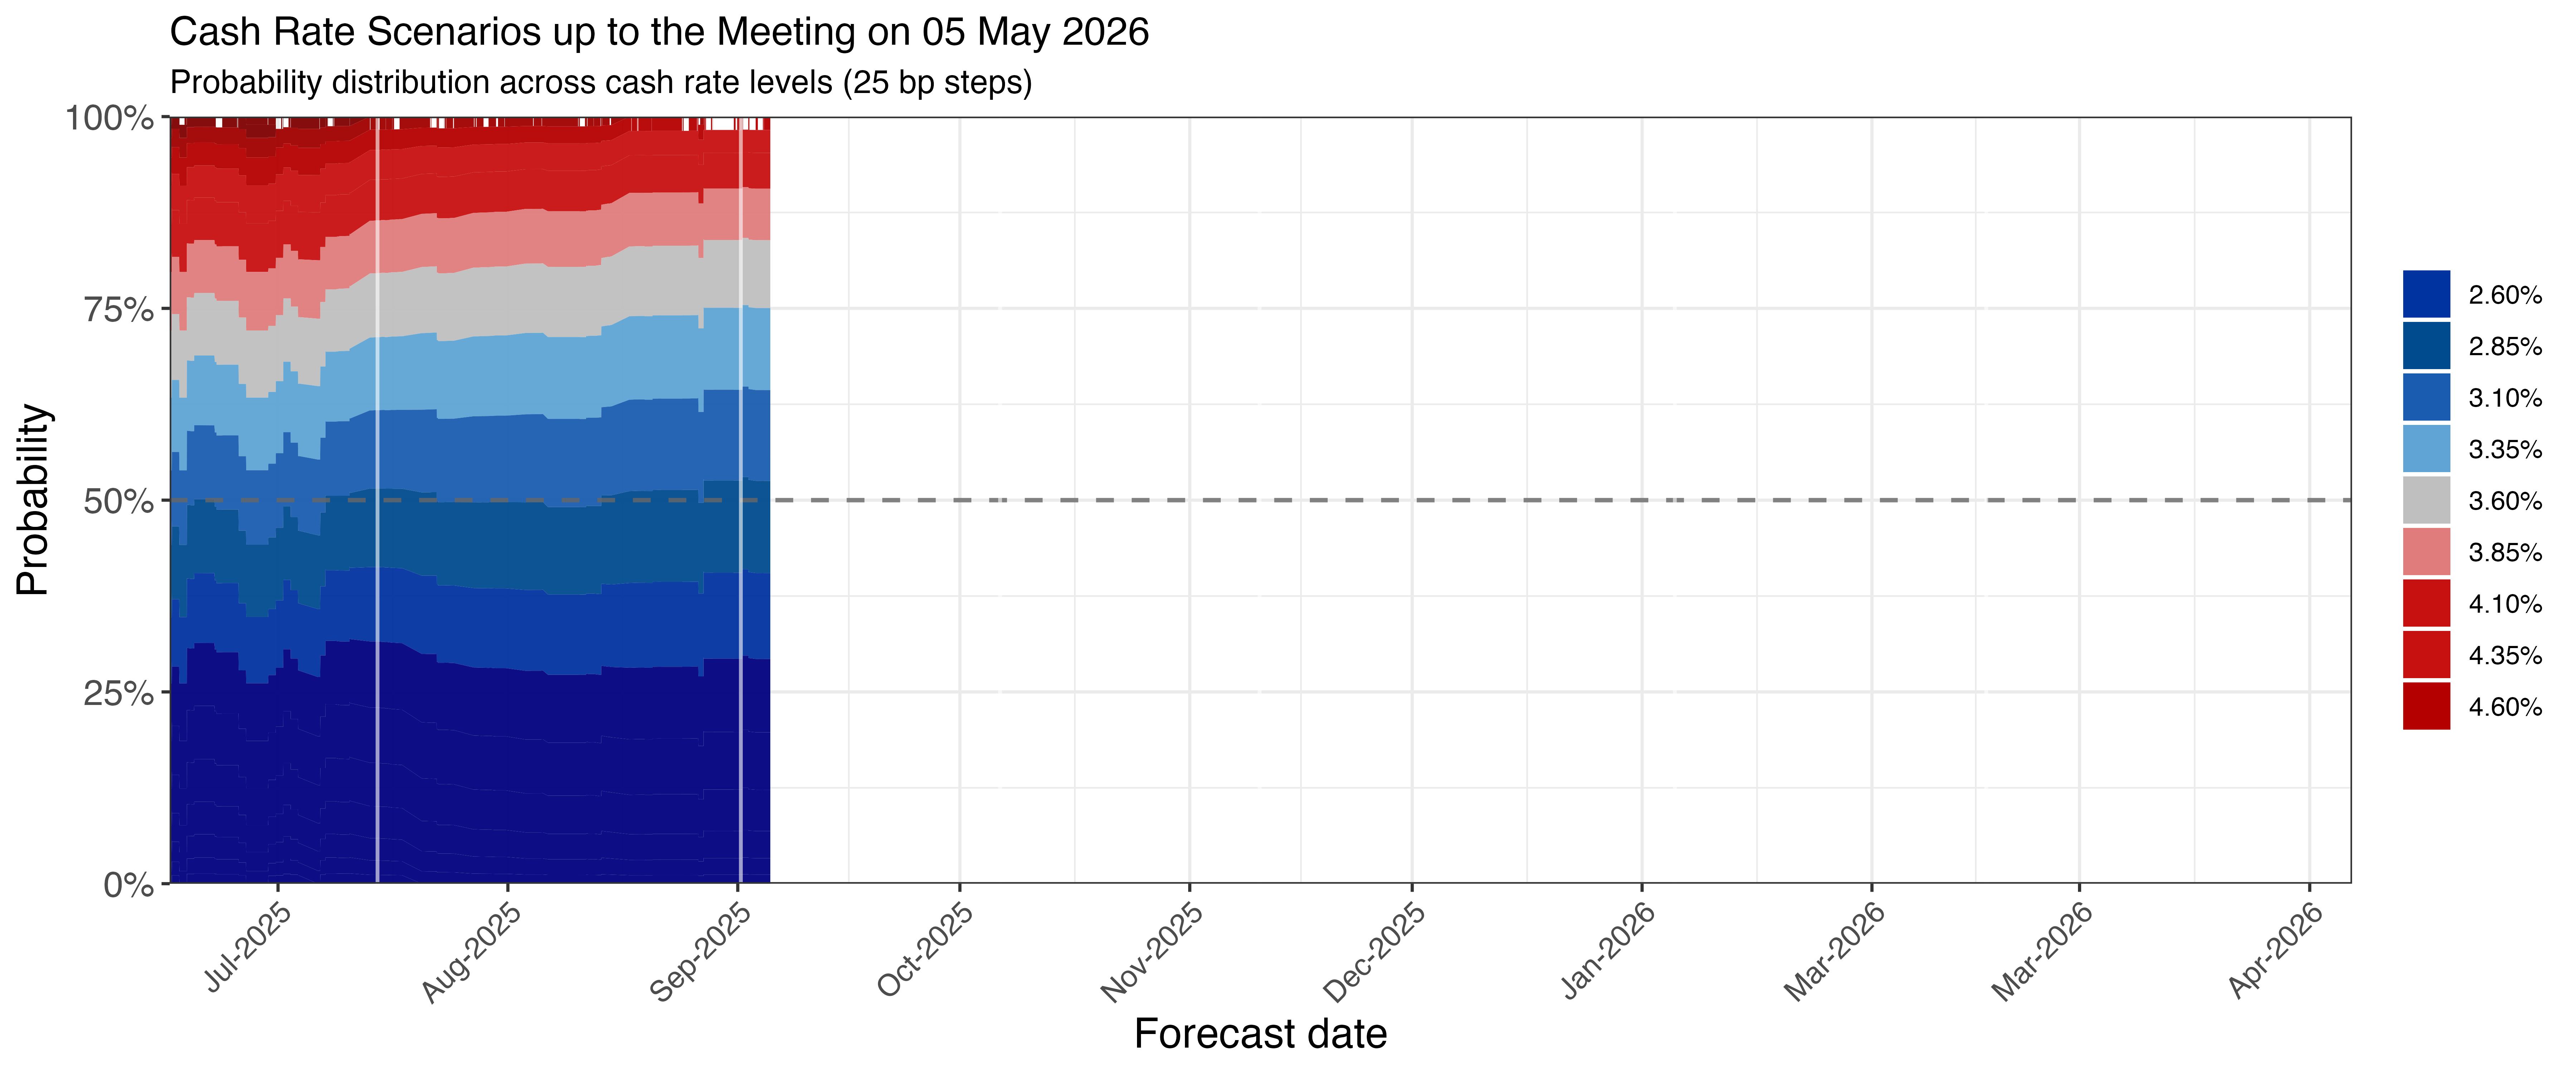 Cash Rate Scenarios up to the Meeting on 05 May 2026
Probability distribution across cash rate levels (25 bp steps)
100%
75%
50%
25%
0%
Probability
Jul-2025
Aug-2025
Sep-2025
Oct-2025
Nov-2025
Dec-2025
Jan-2026
Mar-2026
Mar-2026
Apr-2026
Forecast date
2.60%
2.85%
3.10%
3.35%
3.60%
3.85%
4.10%
4.35%
4.60%